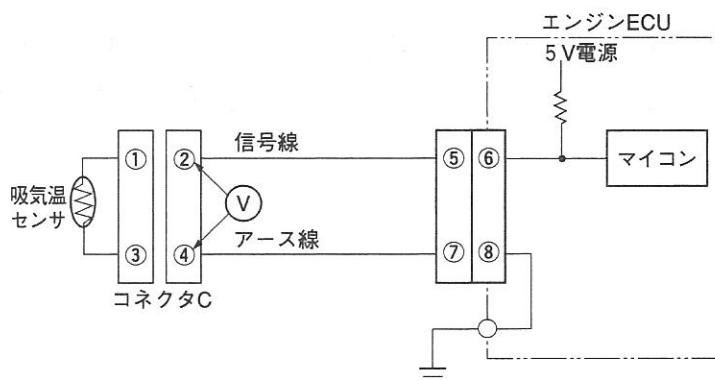 エンジンECU
5V電源
信号線
① ② ⑤ ⑥
マイコン
吸気温
センサ
V
アース線
③ ④ ⑦ ⑧
コネクタC